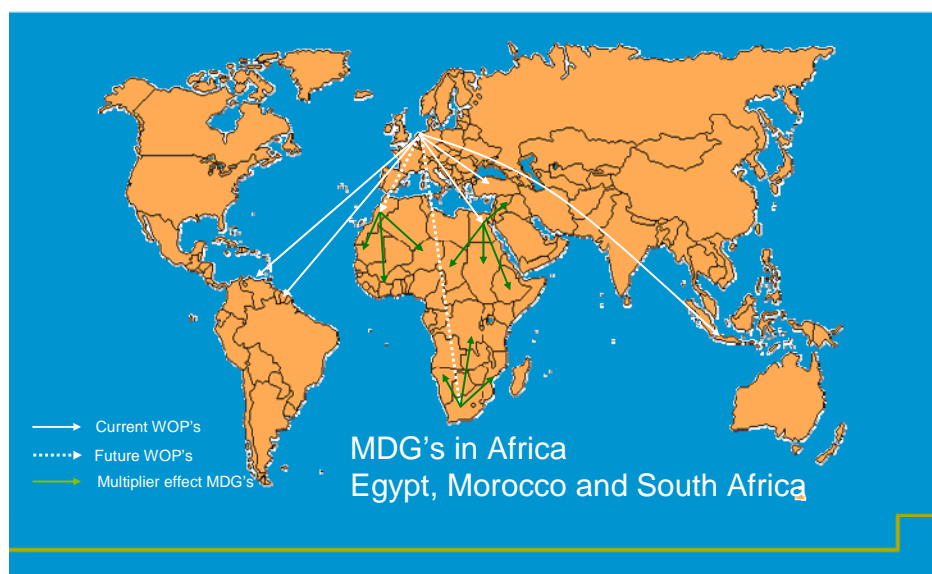 Current WOP's
Future WOP's
Multiplier effect MDG's
MDG's in Africa
Egypt, Morocco and South Africa